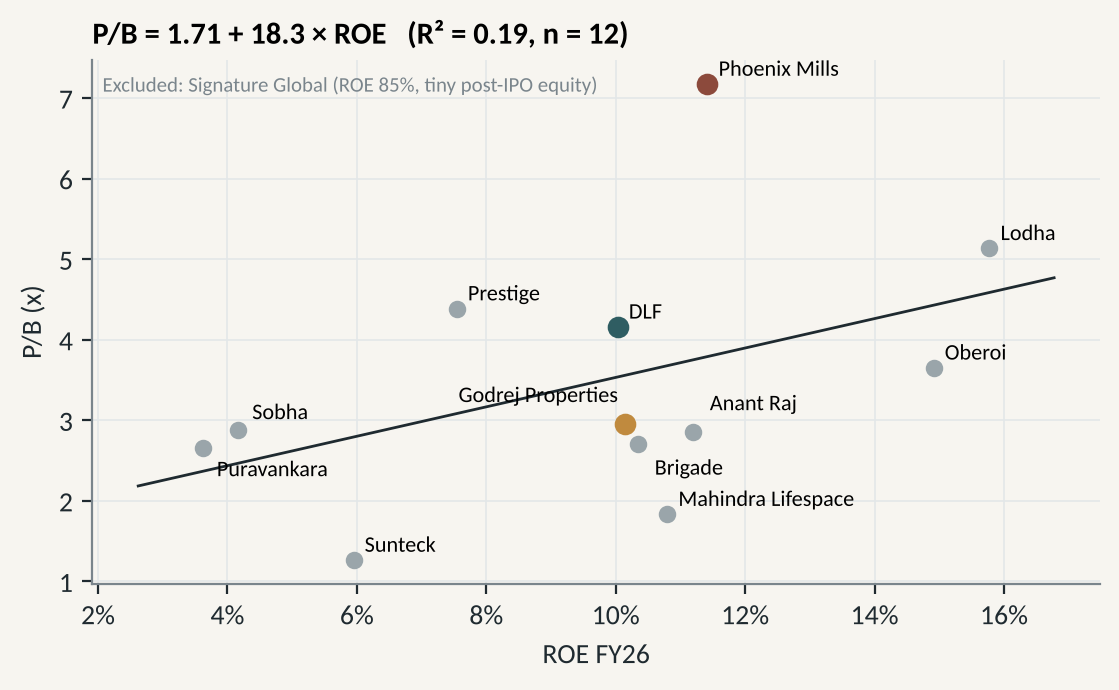 P/B = 1.71 + 18.3 × ROE (R² = 0.19, n = 12)
Excluded: Signature Global (ROE 85%, tiny post-IPO equity)
Phoenix Mills
7
6
Lodha
5
Prestige
DLF
P/B (x)
4
Oberoi
Godrej Properties
Anant Raj
Sobha
3
Puravankara
Brigade
Mahindra Lifespace
2
Sunteck
1
2% 4% 6% 8% 10% 12% 14% 16%
ROE FY26